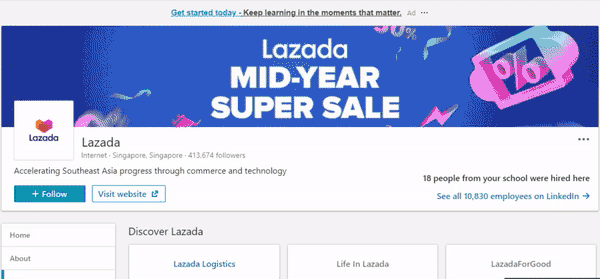 Get started today - Keep learning in the moments that matter. Ad ...
Lazada
MID-YEAR
SUPER SALE
%
Lazada
Lazada
Internet · Singapore, Singapore · 413.674 followers
Accelerating Southeast Asia progress through commerce and technology
18 people from your school were hired here
+ Follow
Visit website
See all 10,830 employees on LinkedIn →
Home
About
Discover Lazada
Lazada Logistics
Life In Lazada
LazadaForGood